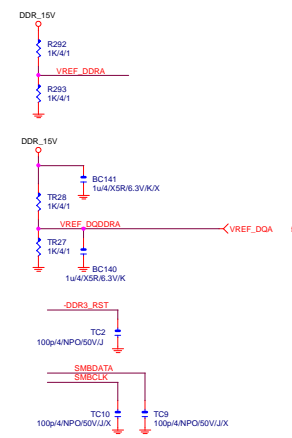 DDR_15V
R292
1K/4/1
VREF_DDRA
R293
1K/4/1
DDR_15V
BC141
1u/4/X5R/6.3V/K/X
TR28
1K/4/1
VREF_DQDDRA
VREF_DQA
TR27
1K/4/1
BC140
1u/4/X5R/6.3V/K
-DDR3_RST
TC2
100p/4/NPO/50V/J
SMBDATA
SMBCLK
TC10
100p/4/NPO/50V/J/X
TC9
100p/4/NPO/50V/J/X